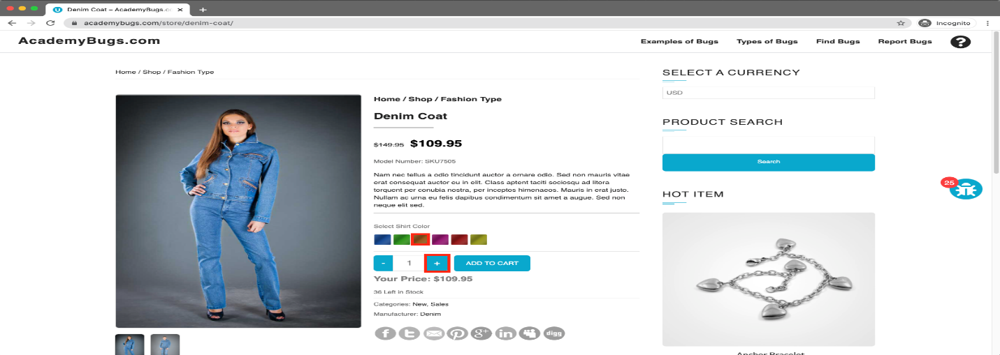 Denim Coat – AcademyBugs.c
academybugs.com/store/denim-coat/
Incognito
AcademyBugs.com
Examples of Bugs
Types of Bugs
Find Bugs
Report Bugs
?
Home / Shop / Fashion Type
Home / Shop / Fashion Type
Denim Coat
$149.95 $109.95
Model Number: SKU7505
Nam nec tellus a odio tincidunt auctor a ornare odio. Sed non mauris vitae
erat consequat auctor eu in elit. Class aptent taciti sociosqu ad litora
torquent per conubia nostra, per inceptos himenaeos. Mauris in erat justo.
Nullam ac urna eu felis dapibus condimentum sit amet a augue. Sed non
neque elit sed.
Select Shirt Color
- 1 + ADD TO CART
Your Price: $109.95
36 Left in Stock
Categories: New, Sales
Manufacturer: Denim
digg
SELECT A CURRENCY
USD
PRODUCT SEARCH
Search
25
HOT ITEM
Anchor Bracelet